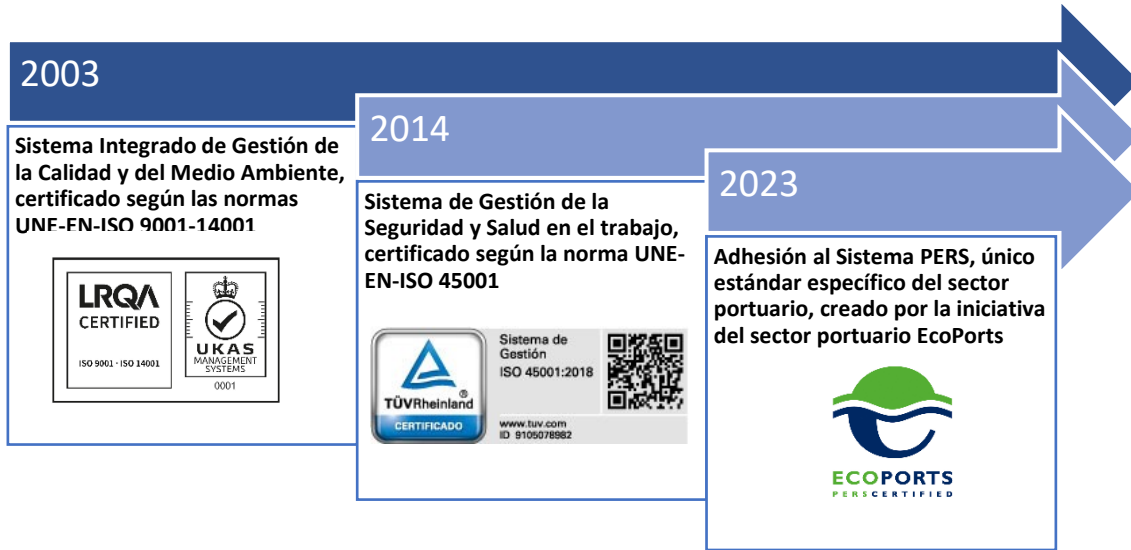 2003
Sistema Integrado de Gestión de
la Calidad y del Medio Ambiente,
certificado según las normas
UNE-EN-ISO 9001-14001
LRQA
CERTIFIED
ISO 9001 · ISO 14001
UKAS
MANAGEMENT
SYSTEMS
0001
2014
Sistema de Gestión de la
Seguridad y Salud en el trabajo,
certificado según la norma UNE-
EN-ISO 45001
TÜVRheinland®
CERTIFICADO
Sistema de
Gestión
ISO 45001:2018
www.tuv.com
ID 9105078982
2023
Adhesión al Sistema PERS, único
estándar específico del sector
portuario, creado por la iniciativa
del sector portuario EcoPorts
ECOPORTS
PERSCERTIFIED